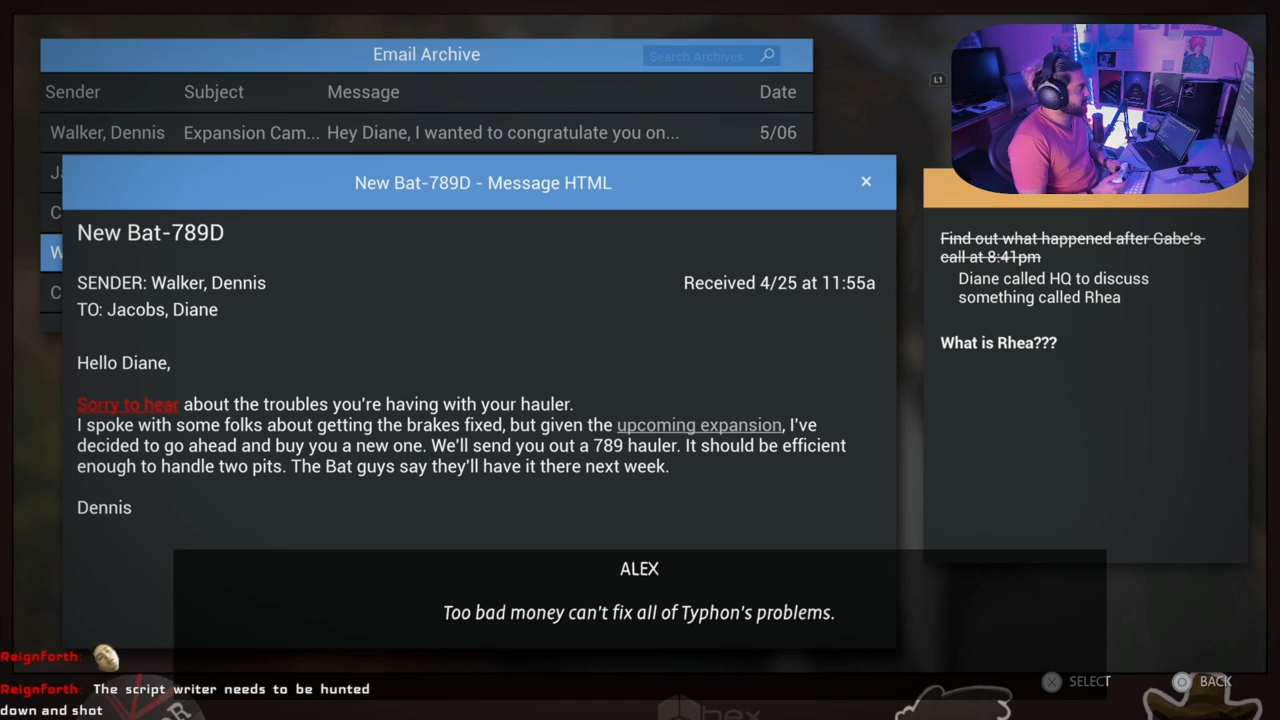 Email Archive
Search Archives
L1
Sender Subject Message Date
Walker, Dennis Expansion Cam... Hey Diane, I wanted to congratulate you on... 5/06
New Bat-789D - Message HTML ×
New Bat-789D
SENDER: Walker, Dennis Received 4/25 at 11:55a
TO: Jacobs, Diane
Hello Diane,
Sorry to hear about the troubles you're having with your hauler.
I spoke with some folks about getting the brakes fixed, but given the upcoming expansion, I've
decided to go ahead and buy you a new one. We'll send you out a 789 hauler. It should be efficient
enough to handle two pits. The Bat guys say they'll have it there next week.
Dennis
Find out what happened after Gabe's
call at 8:41pm
Diane called HQ to discuss
something called Rhea
What is Rhea???
ALEX
Too bad money can't fix all of Typhon's problems.
Reignforth:
Reignforth: The script writer needs to be hunted
down and shot
SELECT BACK
hex